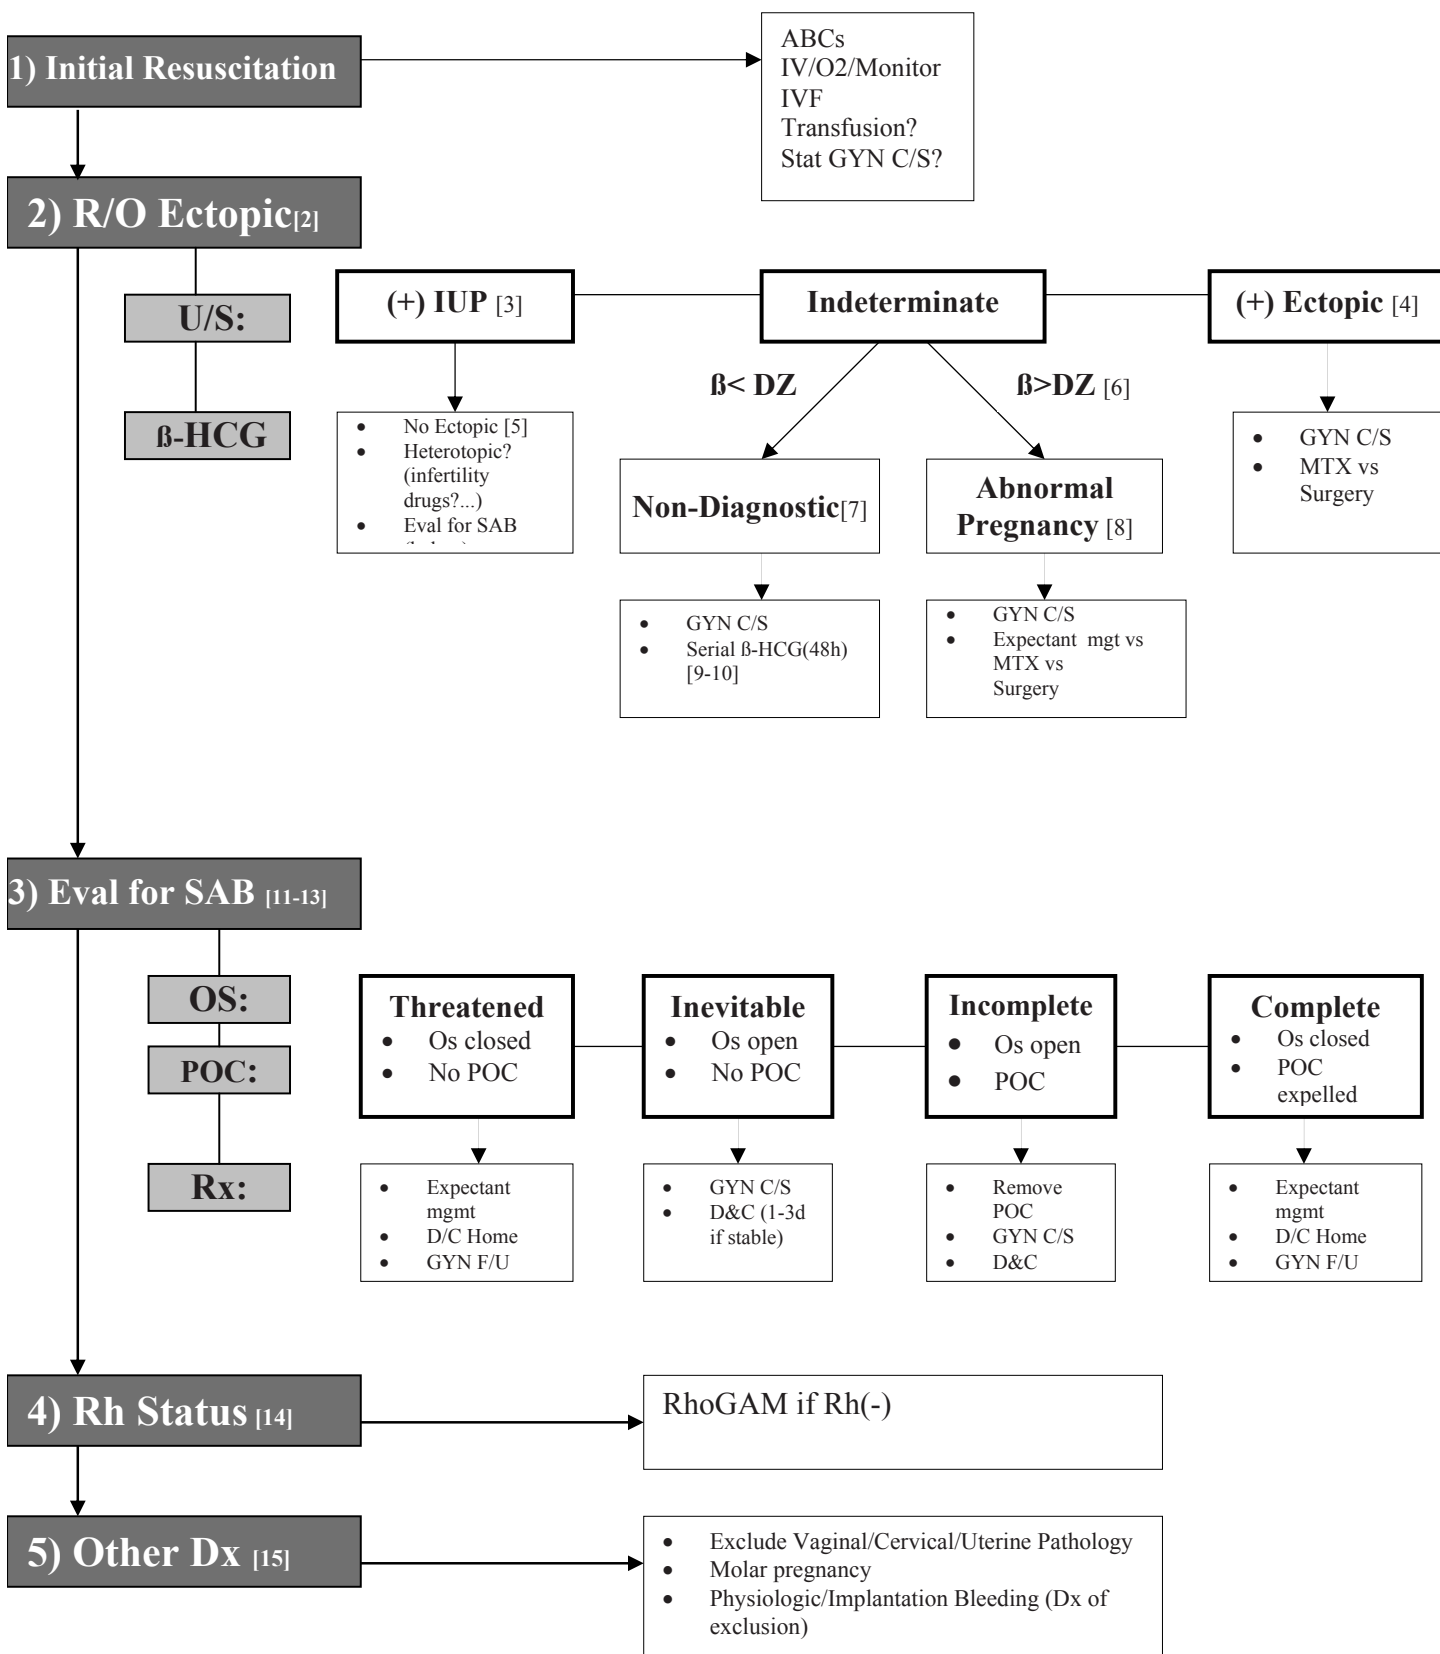 1) Initial Resuscitation
ABCs
IV/O2/Monitor
IVF
Transfusion?
Stat GYN C/S?
2) R/O Ectopic[2]
U/S:
ß-HCG
(+) IUP [3]
Indeterminate
(+) Ectopic [4]
ß< DZ
ß>DZ [6]
• No Ectopic [5]
• Heterotopic?
(infertility
drugs?...)
• Eval for SAB
Non-Diagnostic[7]
Abnormal
Pregnancy [8]
• GYN C/S
• MTX vs
Surgery
• GYN C/S
• Serial ß-HCG(48h)
[9-10]
• GYN C/S
• Expectant mgt vs
MTX vs
Surgery
3) Eval for SAB [11-13]
OS:
POC:
Rx:
Threatened
• Os closed
• No POC
Inevitable
• Os open
• No POC
Incomplete
• Os open
• POC
Complete
• Os closed
• POC
expelled
• Expectant
mgmt
• D/C Home
• GYN F/U
• GYN C/S
• D&C (1-3d
if stable)
• Remove
POC
• GYN C/S
• D&C
• Expectant
mgmt
• D/C Home
• GYN F/U
4) Rh Status [14]
RhoGAM if Rh(-)
5) Other Dx [15]
• Exclude Vaginal/Cervical/Uterine Pathology
• Molar pregnancy
• Physiologic/Implantation Bleeding (Dx of
exclusion)